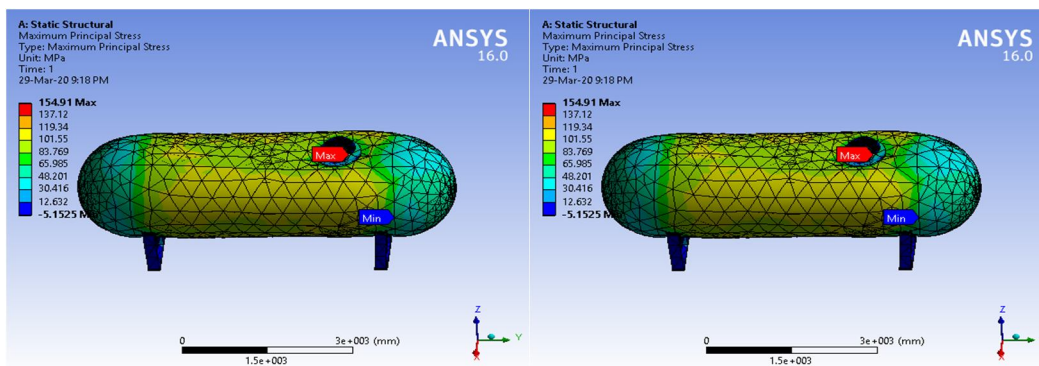 A: Static Structural
Maximum Principal Stress
Type: Maximum Principal Stress
Unit: MPa
Time: 1
29-Mar-20 9:18 PM
ANSYS
16.0
154.91 Max
137.12
119.34
101.55
83.769
65.985
48.201
30.416
12.632
-5.1525 M
Max
Min
0
3e+003 (mm)
1.5e+003
Z
Y
X
A: Static Structural
Maximum Principal Stress
Type: Maximum Principal Stress
Unit: MPa
Time: 1
29-Mar-20 9:18 PM
ANSYS
16.0
154.91 Max
137.12
119.34
101.55
83.769
65.985
48.201
30.416
12.632
-5.1525 M
Max
Min
0
3e+003 (mm)
1.5e+003
Z
X